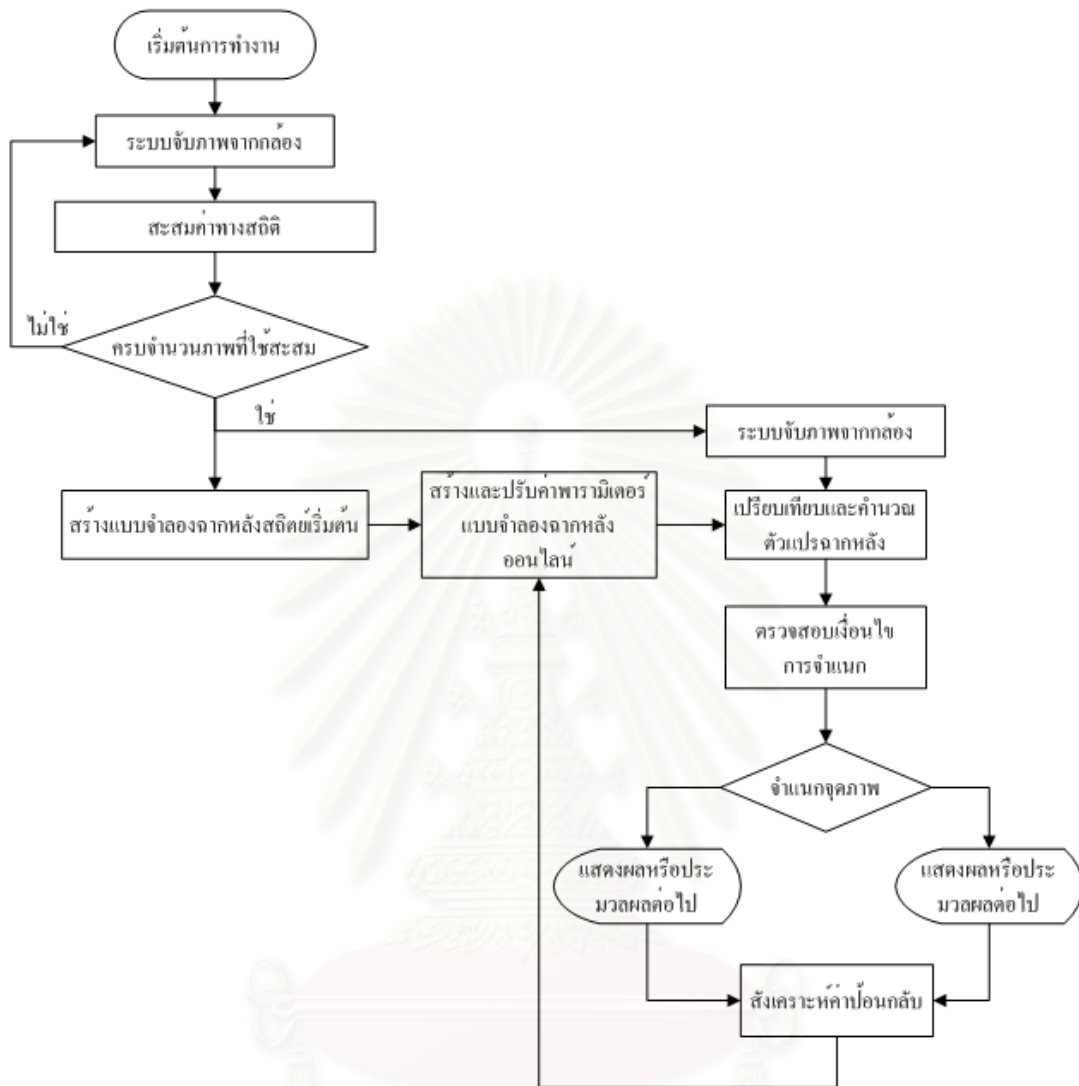 เริ่มต้นการทำงาน
ระบบจับภาพจากกล้อง
สะสมค่าทางสถิติ
ไม่ใช่
ครบจำนวนภาพที่ใช้สะสม
ใช่
ระบบจับภาพจากกล้อง
สร้างแบบจำลองฉากหลังสถิตย์เริ่มต้น
สร้างและปรับค่าพารามิเตอร์
แบบจำลองฉากหลัง
ออนไลน์
เปรียบเทียบและคำนวณ
ตัวแปรฉากหลัง
ตรวจสอบเงื่อนไข
การจำแนก
จำแนกจุดภาพ
แสดงผลหรือประ
มวลผลต่อไป
แสดงผลหรือประ
มวลผลต่อไป
สังเคราะห์ค่าป้อนกลับ